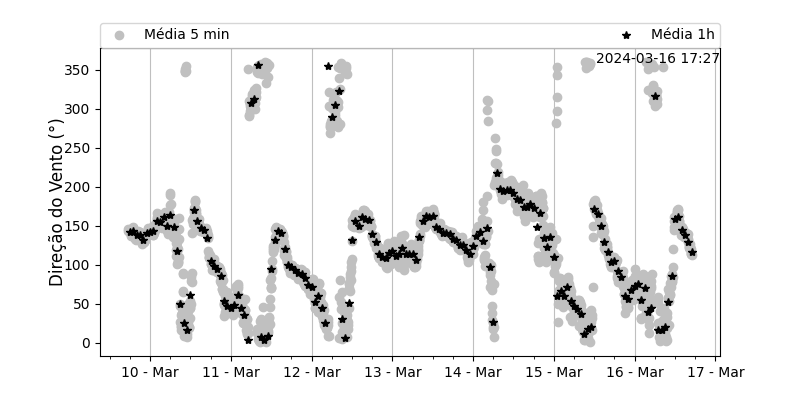 Média 5 min
Média 1h
2024-03-16 17:27
Direção do Vento (°)
350
300
250
200
150
100
50
0
10 - Mar
11 - Mar
12 - Mar
13 - Mar
14 - Mar
15 - Mar
16 - Mar
17 - Mar